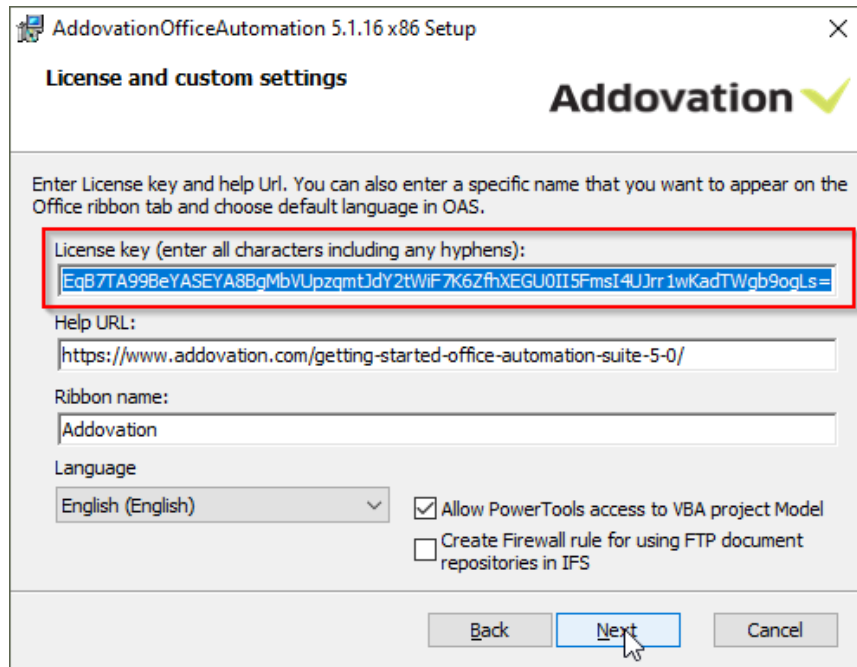 AddovationOfficeAutomation 5.1.16 x86 Setup
License and custom settings
Addovation
Enter License key and help Url. You can also enter a specific name that you want to appear on the
Office ribbon tab and choose default language in OAS.
License key (enter all characters including any hyphens):
EqB7TA99BeYASEYA8BgMbVUpzqmtJdY2tWiF7K6ZfhXEGU0II5FmsI4UJrr1wKadTWgb9ogLs=
Help URL:
https://www.addovation.com/getting-started-office-automation-suite-5-0/
Ribbon name:
Addovation
Language
English (English)
Allow PowerTools access to VBA project Model
Create Firewall rule for using FTP document
repositories in IFS
Back
Next
Cancel